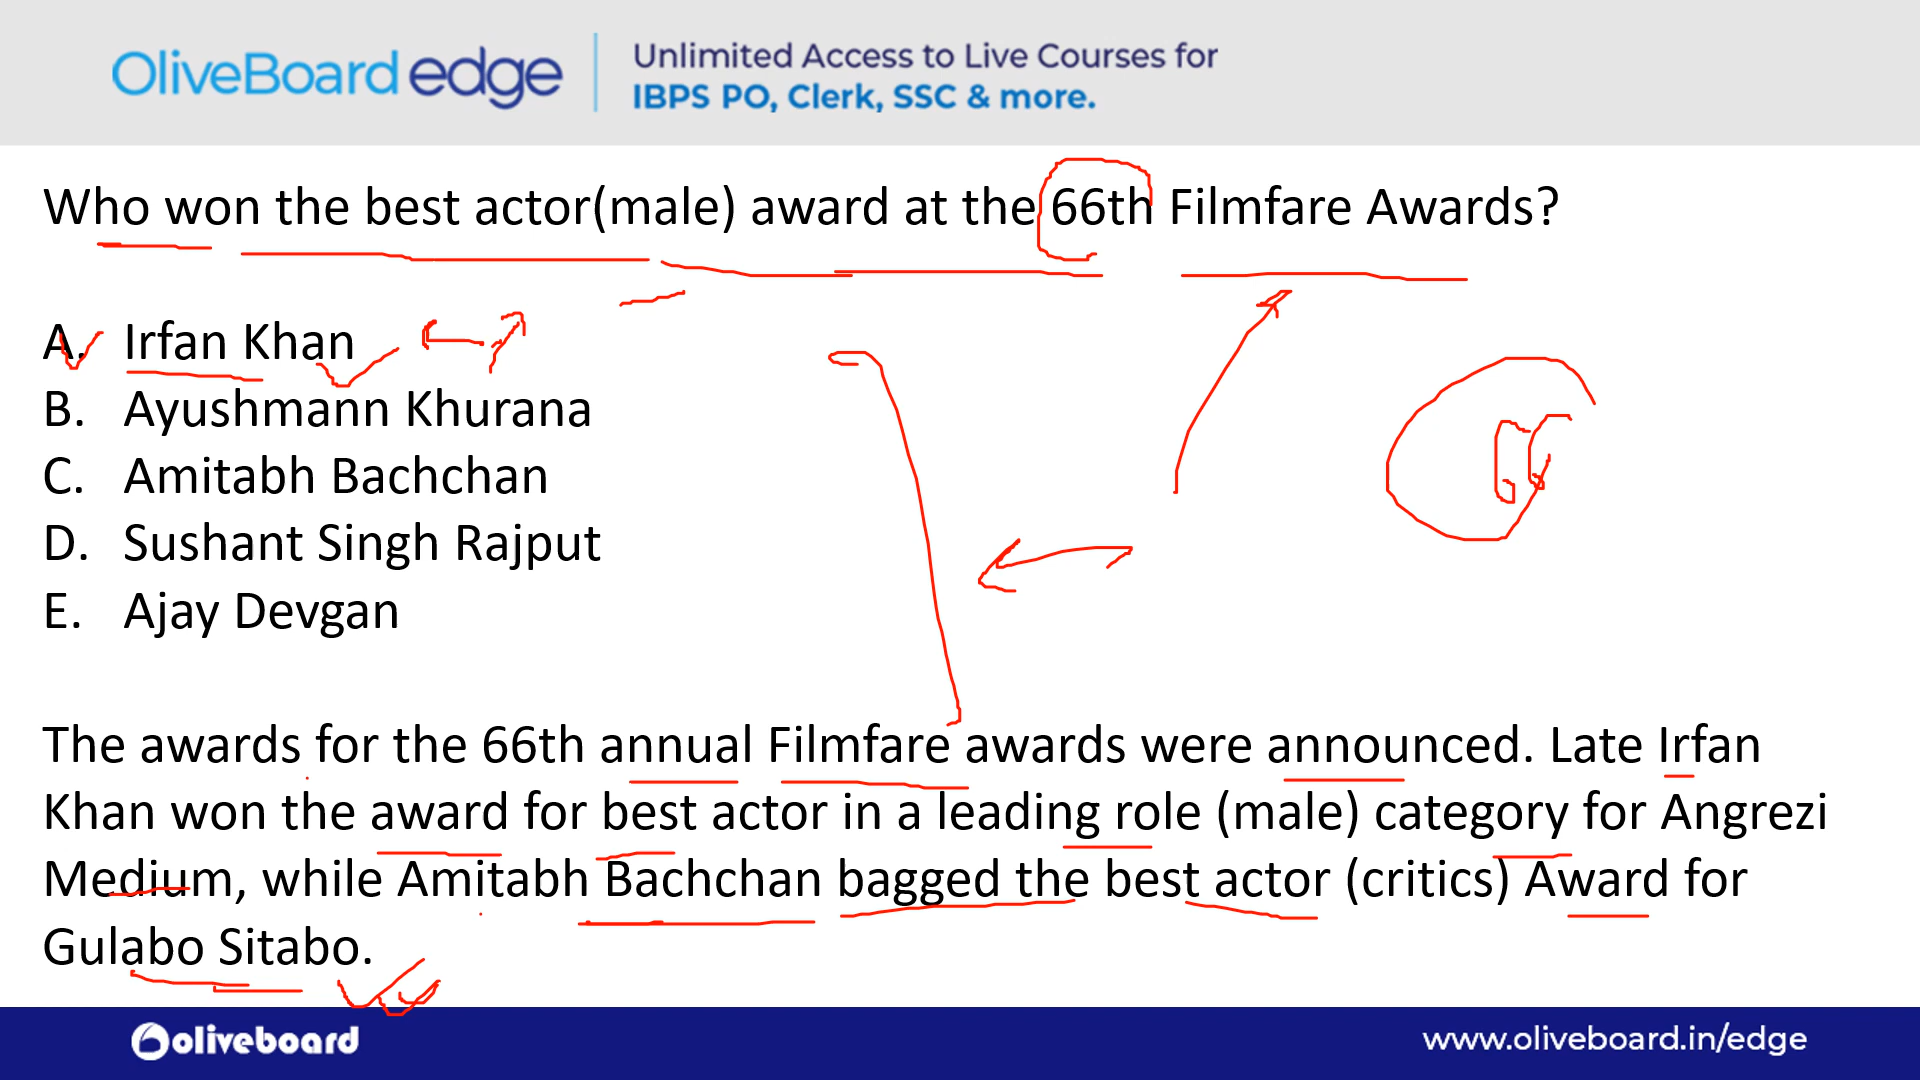 OliveBoard edge
Unlimited Access to Live Courses for
IBPS PO, Clerk, SSC & more.
Who won the best actor(male) award at the 66th Filmfare Awards?
A. Irfan Khan
B. Ayushmann Khurana
C. Amitabh Bachchan
D. Sushant Singh Rajput
E. Ajay Devgan
The awards for the 66th annual Filmfare awards were announced. Late Irfan
Khan won the award for best actor in a leading role (male) category for Angrezi
Medium, while Amitabh Bachchan bagged the best actor (critics) Award for
Gulabo Sitabo.
oliveboard
www.oliveboard.in/edge